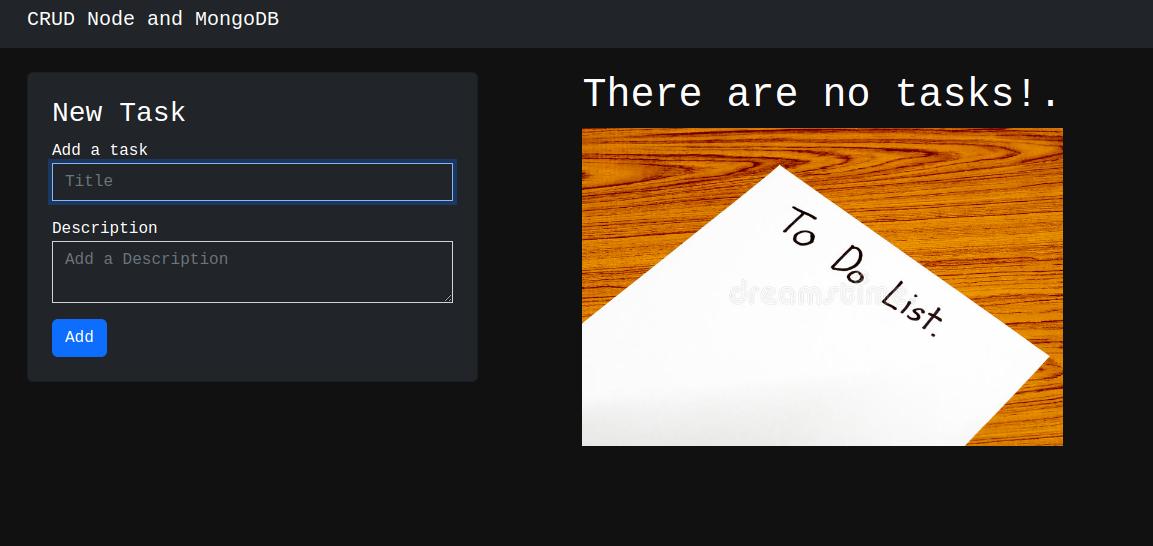 CRUD Node and MongoDB
New Task
Add a task
Title
Description
Add a Description
Add
There are no tasks!.
To Do List.
dreamstime